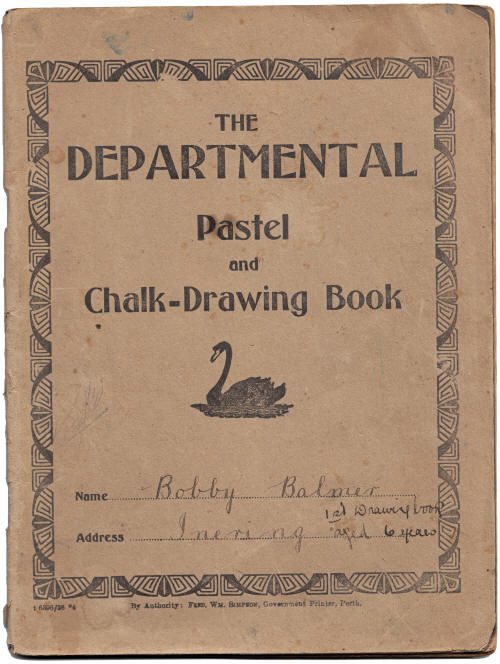 THE
DEPARTMENTAL
Pastel
and
Chalk-Drawing Book
Name Bobby Balmer
1st Drawing book
Address Inering aged 6 years
By Authority: FRED. WM. SIMPSON, Government Printer, Perth.